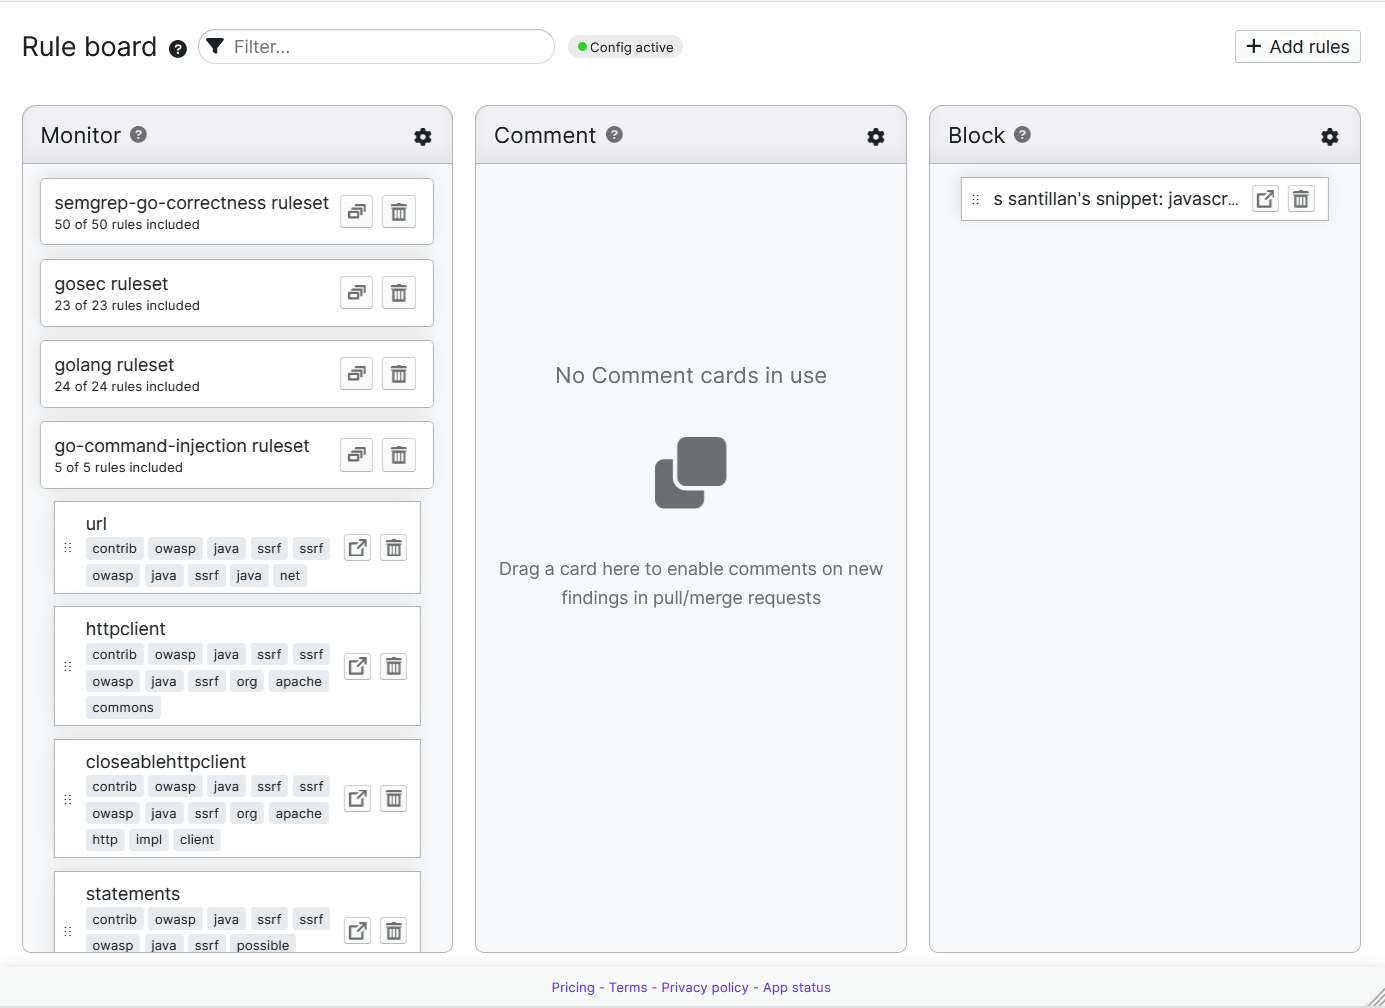 Rule board
Filter...
Config active
Add rules
Monitor
semgrep-go-correctness ruleset
50 of 50 rules included
gosec ruleset
23 of 23 rules included
golang ruleset
24 of 24 rules included
go-command-injection ruleset
5 of 5 rules included
url
contrib owasp java ssrf ssrf
owasp java ssrf java net
httpclient
contrib owasp java ssrf ssrf
owasp java ssrf org apache
commons
closeablehttpclient
contrib owasp java ssrf ssrf
owasp java ssrf org apache
http impl client
statements
contrib owasp java ssrf ssrf
owasp java ssrf possible
Comment
No Comment cards in use
Drag a card here to enable comments on new
findings in pull/merge requests
Block
s santillan's snippet: javascr...
Pricing - Terms - Privacy policy - App status